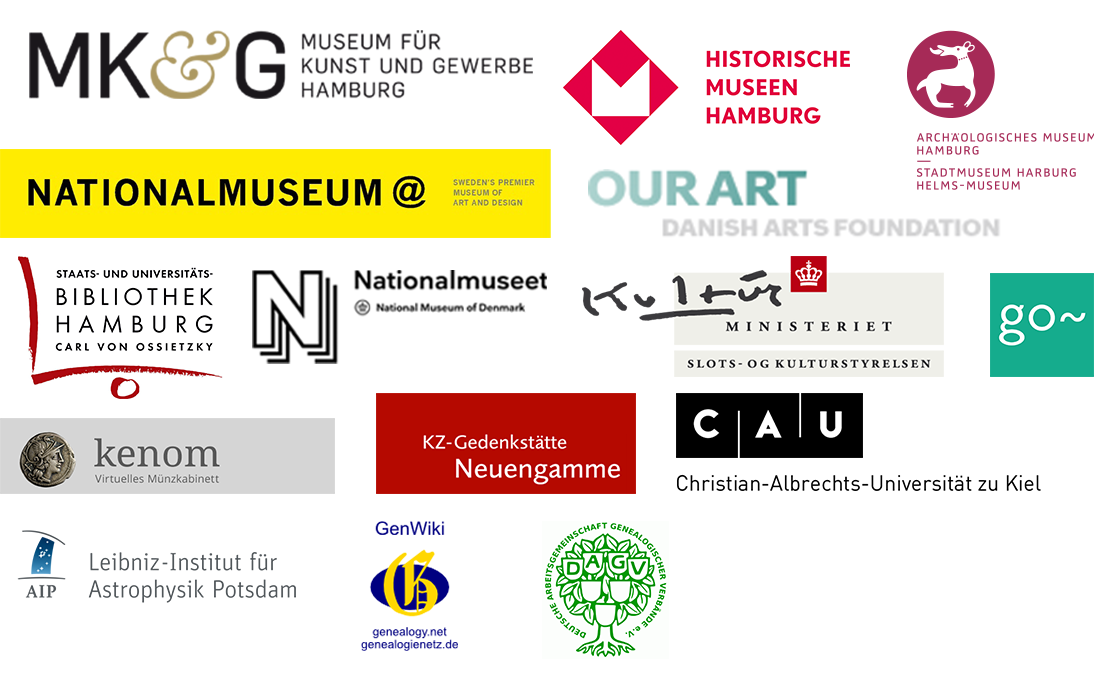 MK&G
MUSEUM FÜR
KUNST UND GEWERBE
HAMBURG
HISTORISCHE
MUSEEN
HAMBURG
ARCHÄOLOGISCHES MUSEUM
HAMBURG
STADTMUSEUM HARBURG
HELMS-MUSEUM
NATIONALMUSEUM @
SWEDEN'S PREMIER
MUSEUM OF
ART AND DESIGN
OUR ART
DANISH ARTS FOUNDATION
STAATS- UND UNIVERSITÄTS-
BIBLIOTHEK
HAMBURG
CARL VON OSSIETZKY
N
Nationalmuseet
National Museum of Denmark
Kultur
MINISTERIET
SLOTS- OG KULTURSTYRELSEN
go~
kenom
Virtuelles Münzkabinett
KZ-Gedenkstätte
Neuengamme
CAU
Christian-Albrechts-Universität zu Kiel
AIP
Leibniz-Institut für
Astrophysik Potsdam
GenWiki
G
genealogy.net
genealogienetz.de
DEUTSCHE ARBEITSGEMEINSCHAFT GENEALOGISCHER VERBÄNDE e.V.
DAGV